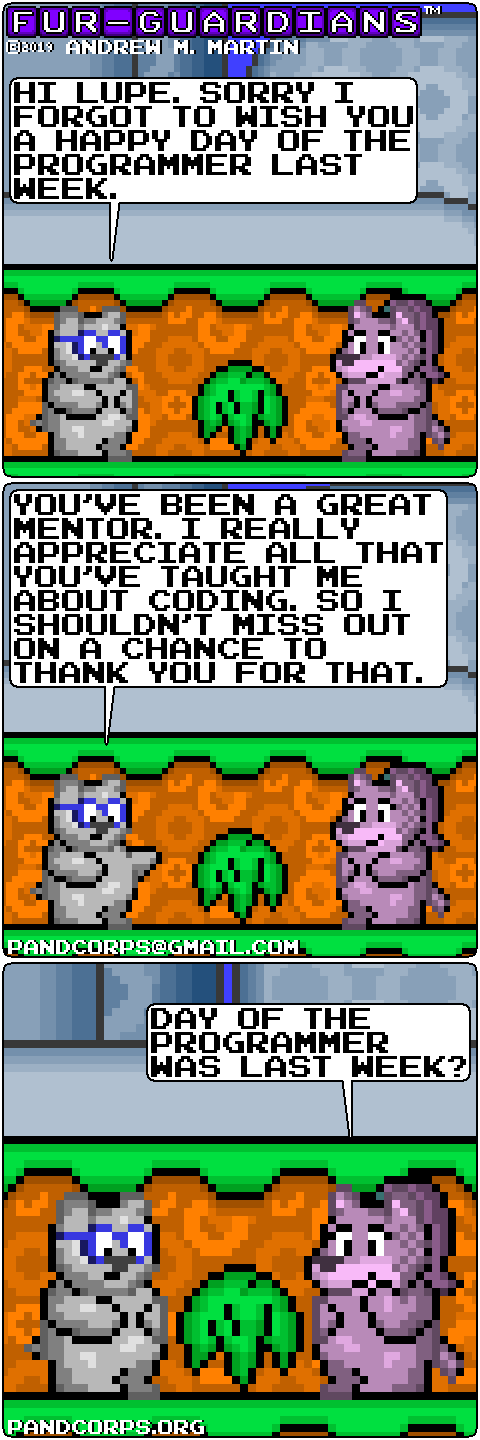 FUR-GUARDIANS™
©2019 ANDREW M. MARTIN
HI LUPE. SORRY I
FORGOT TO WISH YOU
A HAPPY DAY OF THE
PROGRAMMER LAST
WEEK.
YOU'VE BEEN A GREAT
MENTOR. I REALLY
APPRECIATE ALL THAT
YOU'VE TAUGHT ME
ABOUT CODING. SO I
SHOULDN'T MISS OUT
ON A CHANCE TO
THANK YOU FOR THAT.
PANDCORPS@GMAIL.COM
DAY OF THE
PROGRAMMER
WAS LAST WEEK?
PANDCORPS.ORG